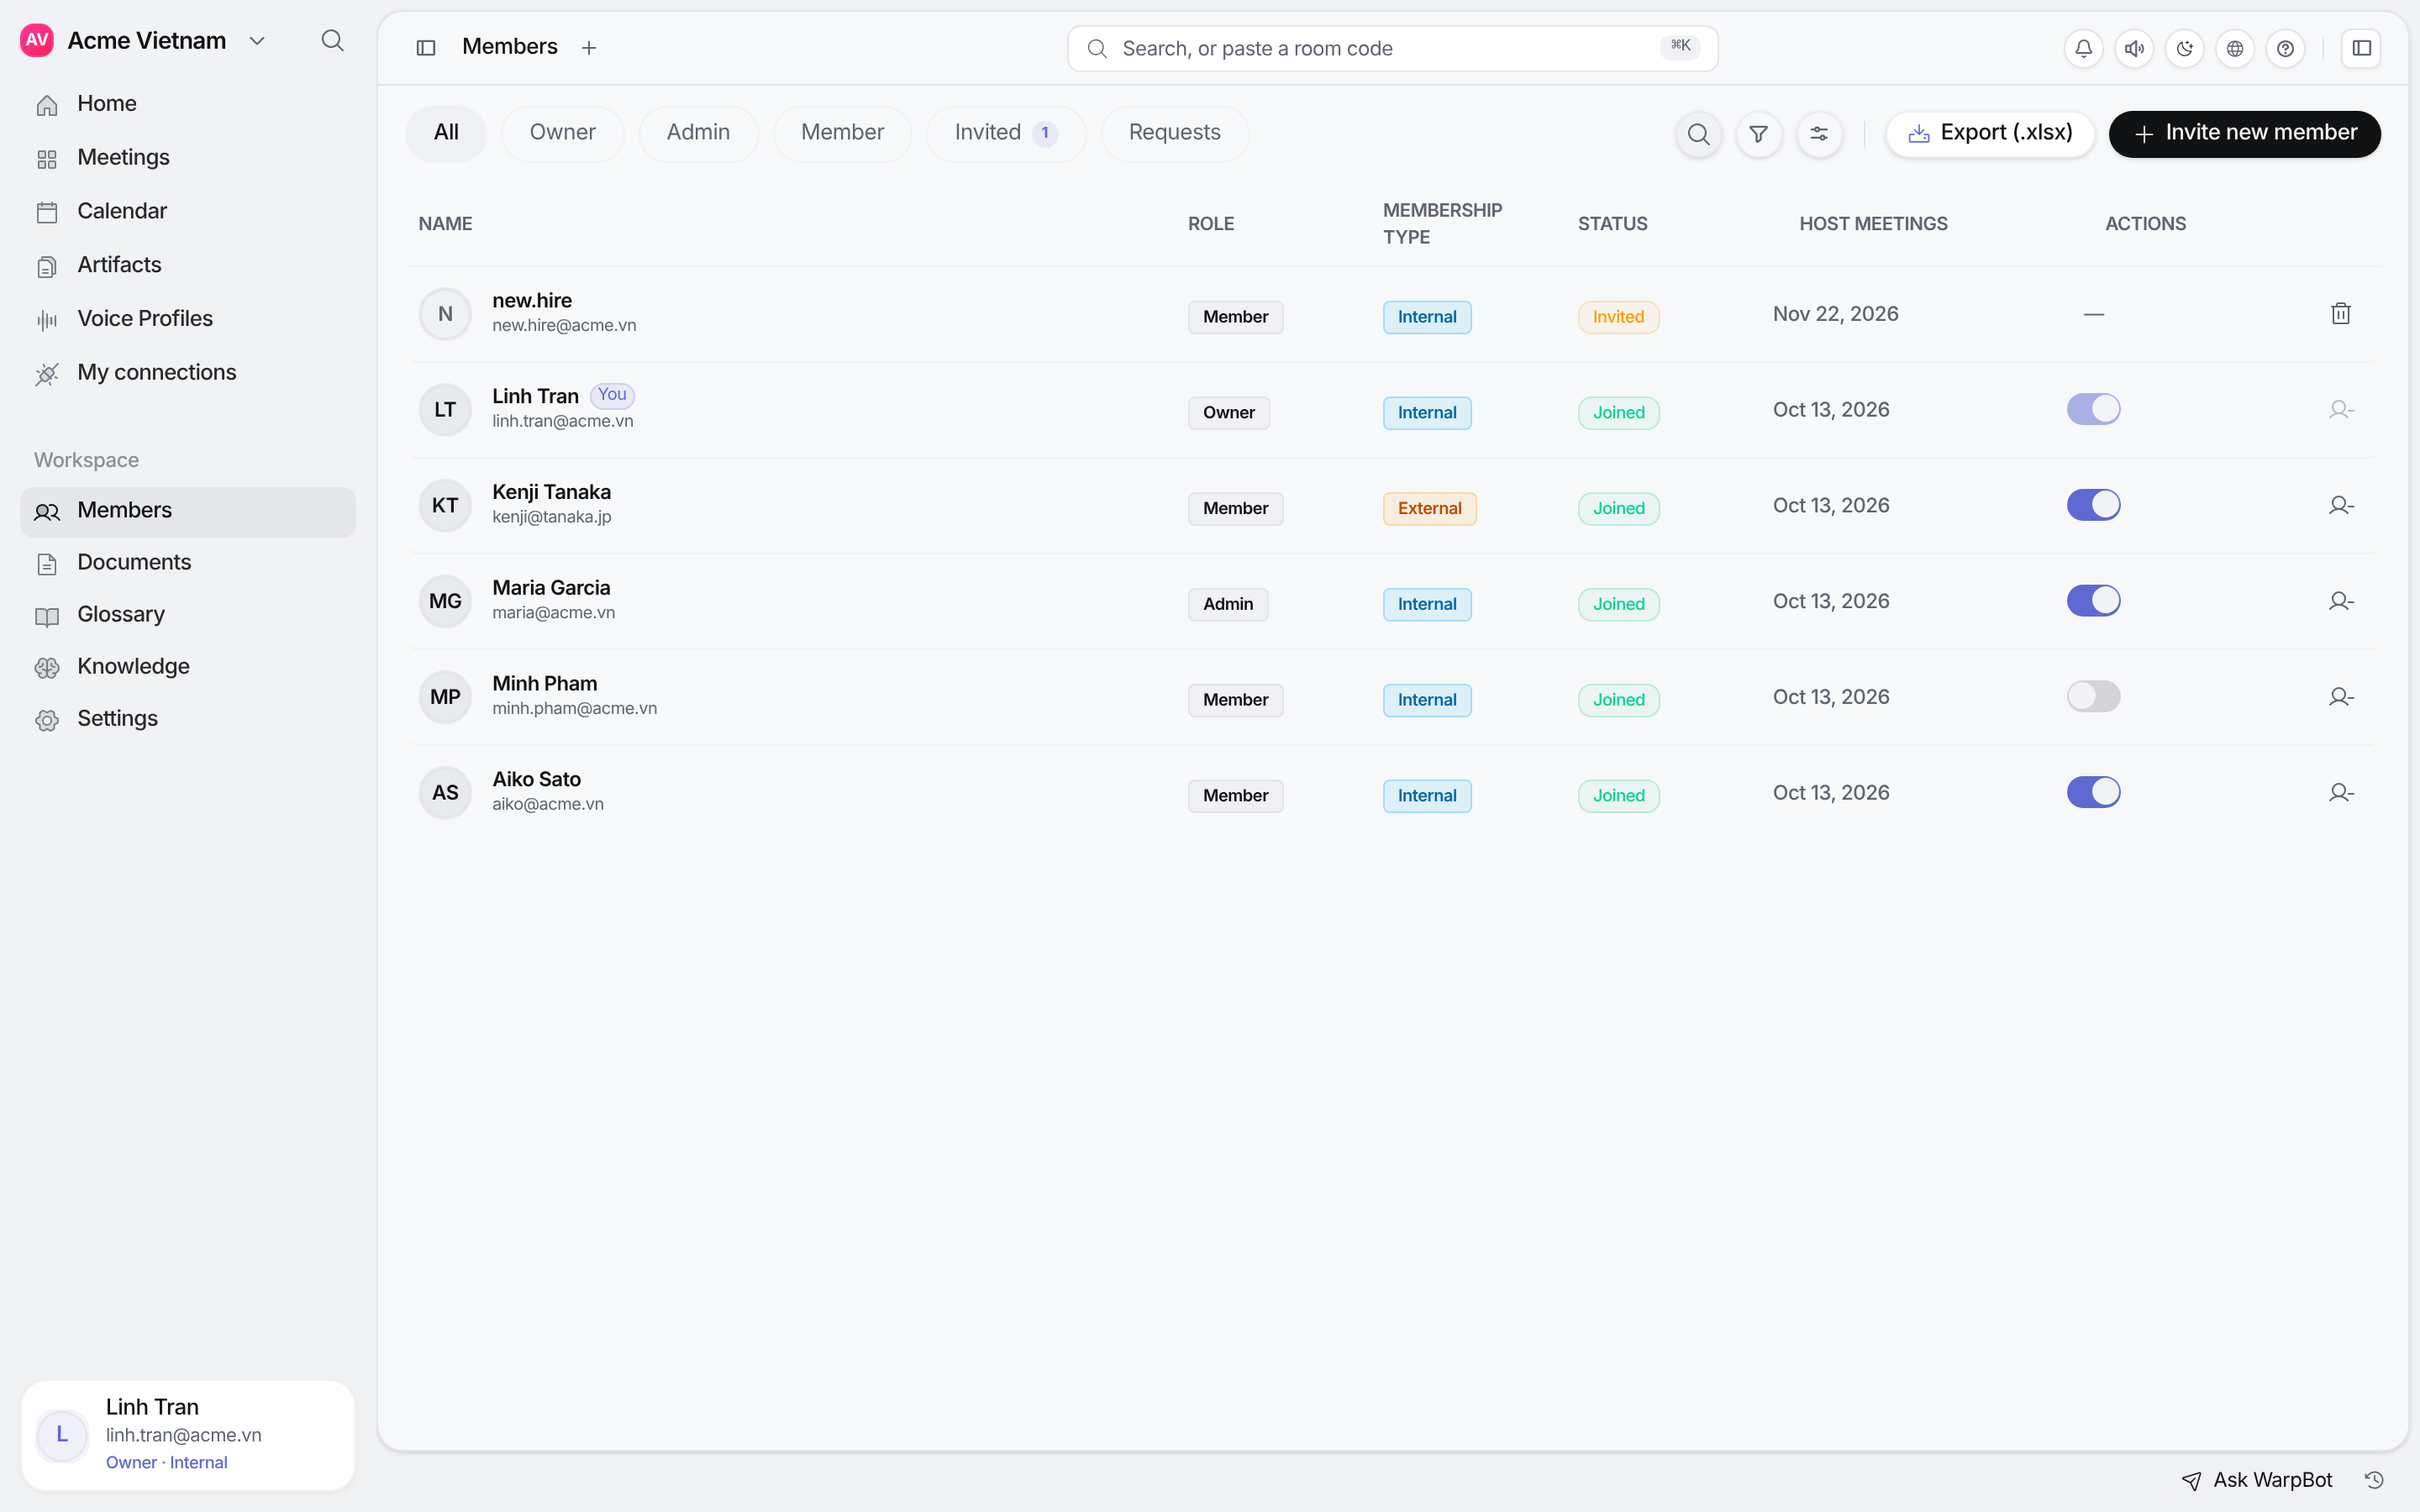 AV Acme Vietnam
Home
Meetings
Calendar
Artifacts
Voice Profiles
My connections
Workspace
Members
Documents
Glossary
Knowledge
Settings
L
Linh Tran
linh.tran@acme.vn
Owner · Internal
Members
Search, or paste a room code ⌘K
All Owner Admin Member Invited 1 Requests
Export (.xlsx) Invite new member
NAME ROLE MEMBERSHIP TYPE STATUS HOST MEETINGS ACTIONS
N new.hire
new.hire@acme.vn
Member Internal Invited Nov 22, 2026 —
LT Linh Tran You
linh.tran@acme.vn
Owner Internal Joined Oct 13, 2026
KT Kenji Tanaka
kenji@tanaka.jp
Member External Joined Oct 13, 2026
MG Maria Garcia
maria@acme.vn
Admin Internal Joined Oct 13, 2026
MP Minh Pham
minh.pham@acme.vn
Member Internal Joined Oct 13, 2026
AS Aiko Sato
aiko@acme.vn
Member Internal Joined Oct 13, 2026
Ask WarpBot